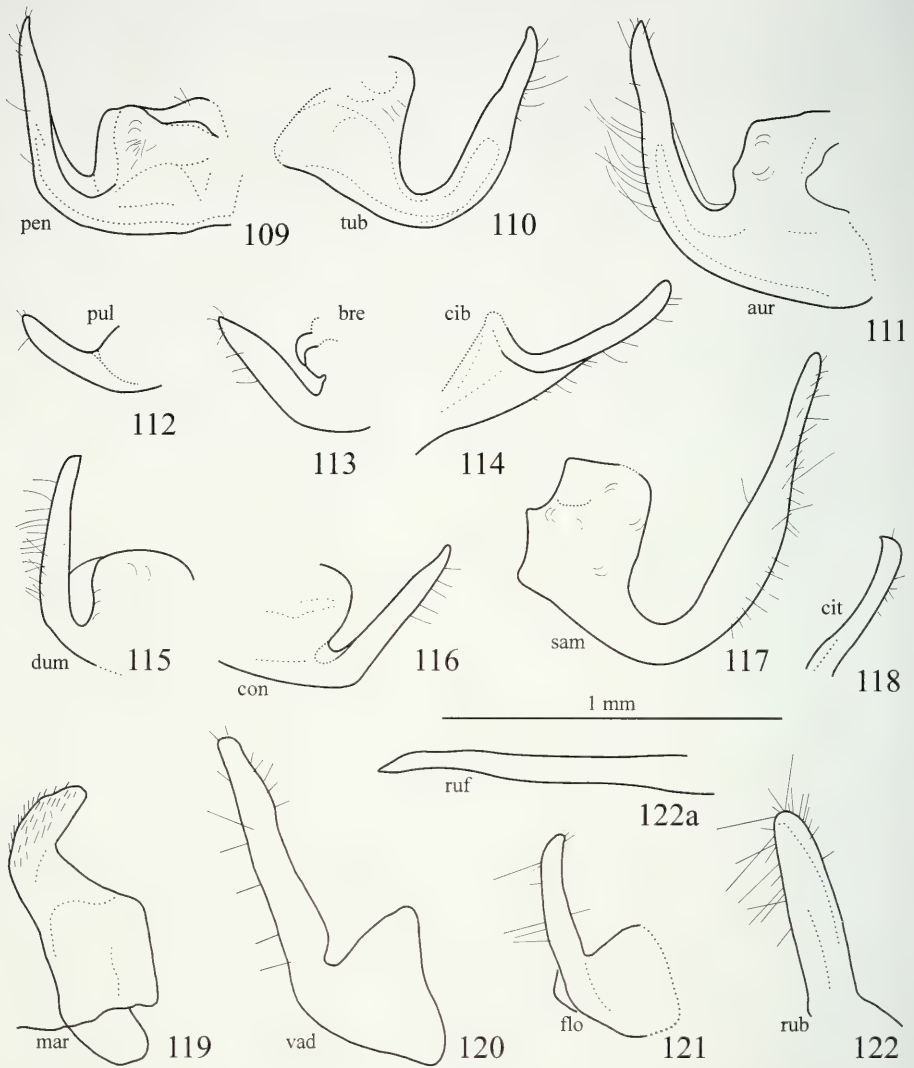 pen
109
tub
110
aur
111
pul
112
bre
113
cib
114
dum
115
con
116
sam
117
cit
118
1 mm
ruf
122a
mar
119
vad
120
flo
121
rub
122